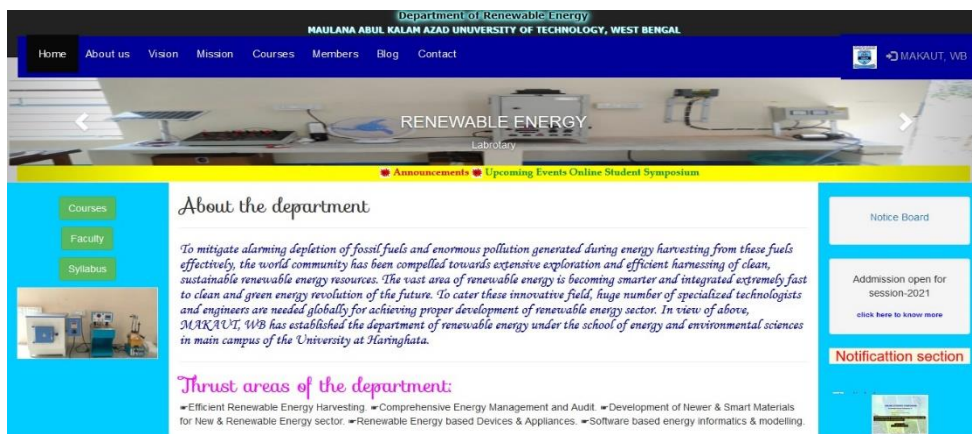 Department of Renewable Energy
MAULANA ABUL KALAM AZAD UNUVERSITY OF TECHNOLOGY, WEST BENGAL
Home About us Vision Mission Courses Members Blog Contact
MAKAUT, WB
RENEWABLE ENERGY
Labrotary
Announcements Upcoming Events Online Student Symposium
Courses
Faculty
Syllabus
About the department
To mitigate alarming depletion of fossil fuels and enormous pollution generated during energy harvesting from these fuels
effectively, the world community has been compelled towards extensive exploration and efficient harnessing of clean,
sustainable renewable energy resources. The vast area of renewable energy is becoming smarter and integrated extremely fast
to clean and green energy revolution of the future. To cater these innovative field, huge number of specialized technologists
and engineers are needed globally for achieving proper development of renewable energy sector. In view of above,
MAKAUT, WB has established the department of renewable energy under the school of energy and environmental sciences
in main campus of the University at Haringhata.
Thrust areas of the department:
☛Efficient Renewable Energy Harvesting. ☛Comprehensive Energy Management and Audit. ☛Development of Newer & Smart Materials
for New & Renewable Energy sector. ☛Renewable Energy based Devices & Appliances. ☛Software based energy informatics & modelling.
Notice Board
Addmission open for
session-2021
click here to know more
Notificattion section